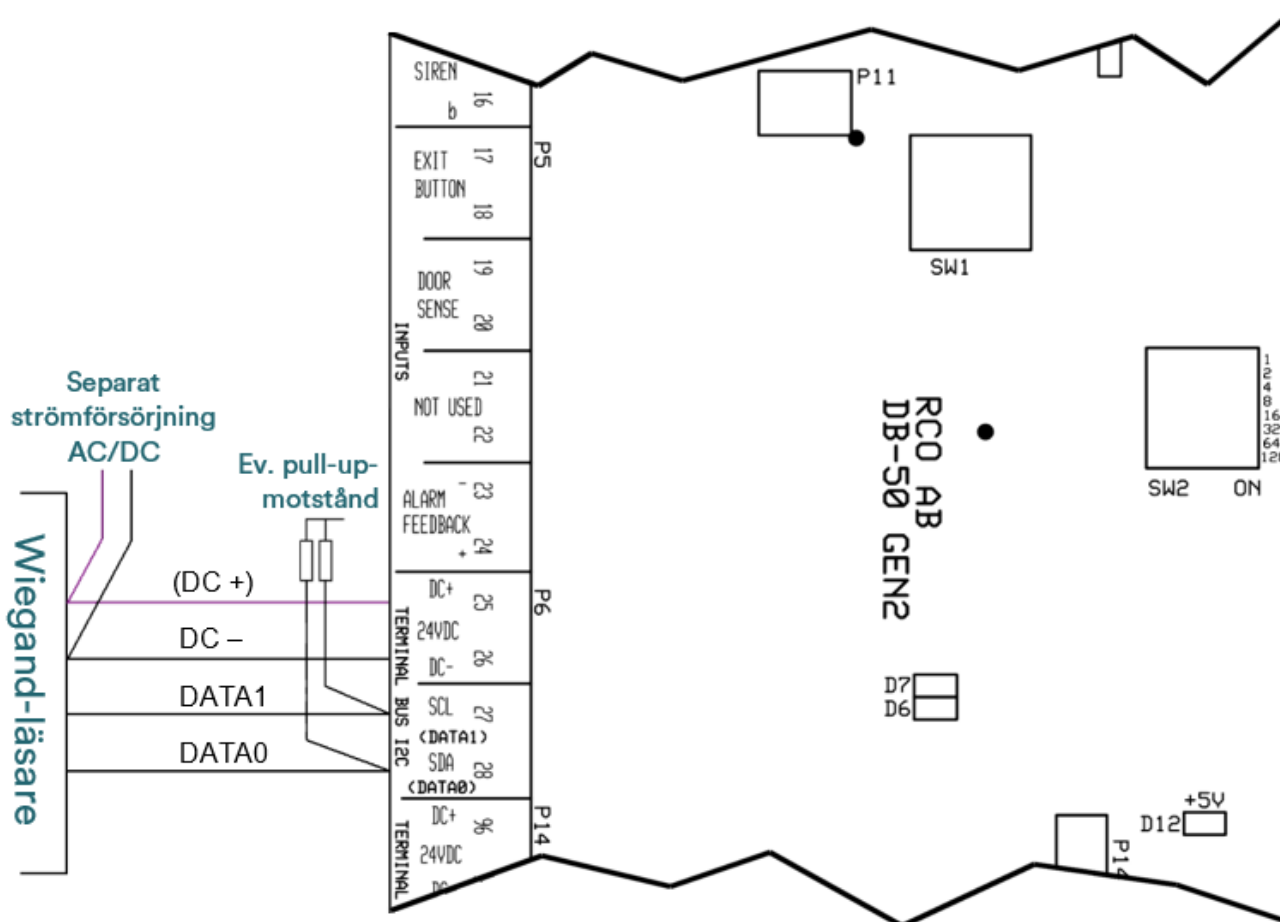 SIREN
16
b
P5
EXIT
BUTTON
17
18
DOOR
SENSE
19
20
INPUTS
21
NOT USED
22
ALARM
FEEDBACK
-
23
+
24
P6
DC+
25
24VDC
DC-
26
TERMINAL BUS I2C
SCL
27
(DATA1)
SDA
28
(DATA0)
P14
DC+
96
24VDC
TERMINAL
Separat
strömförsörjning
AC/DC
Ev. pull-up-
motstånd
Wiegand-läsare
(DC +)
DC –
DATA1
DATA0
P11
SW1
RCO AB
DB-50 GEN2
1
2
4
8
16
32
64
SW2
ON
D7
D6
+5V
D12